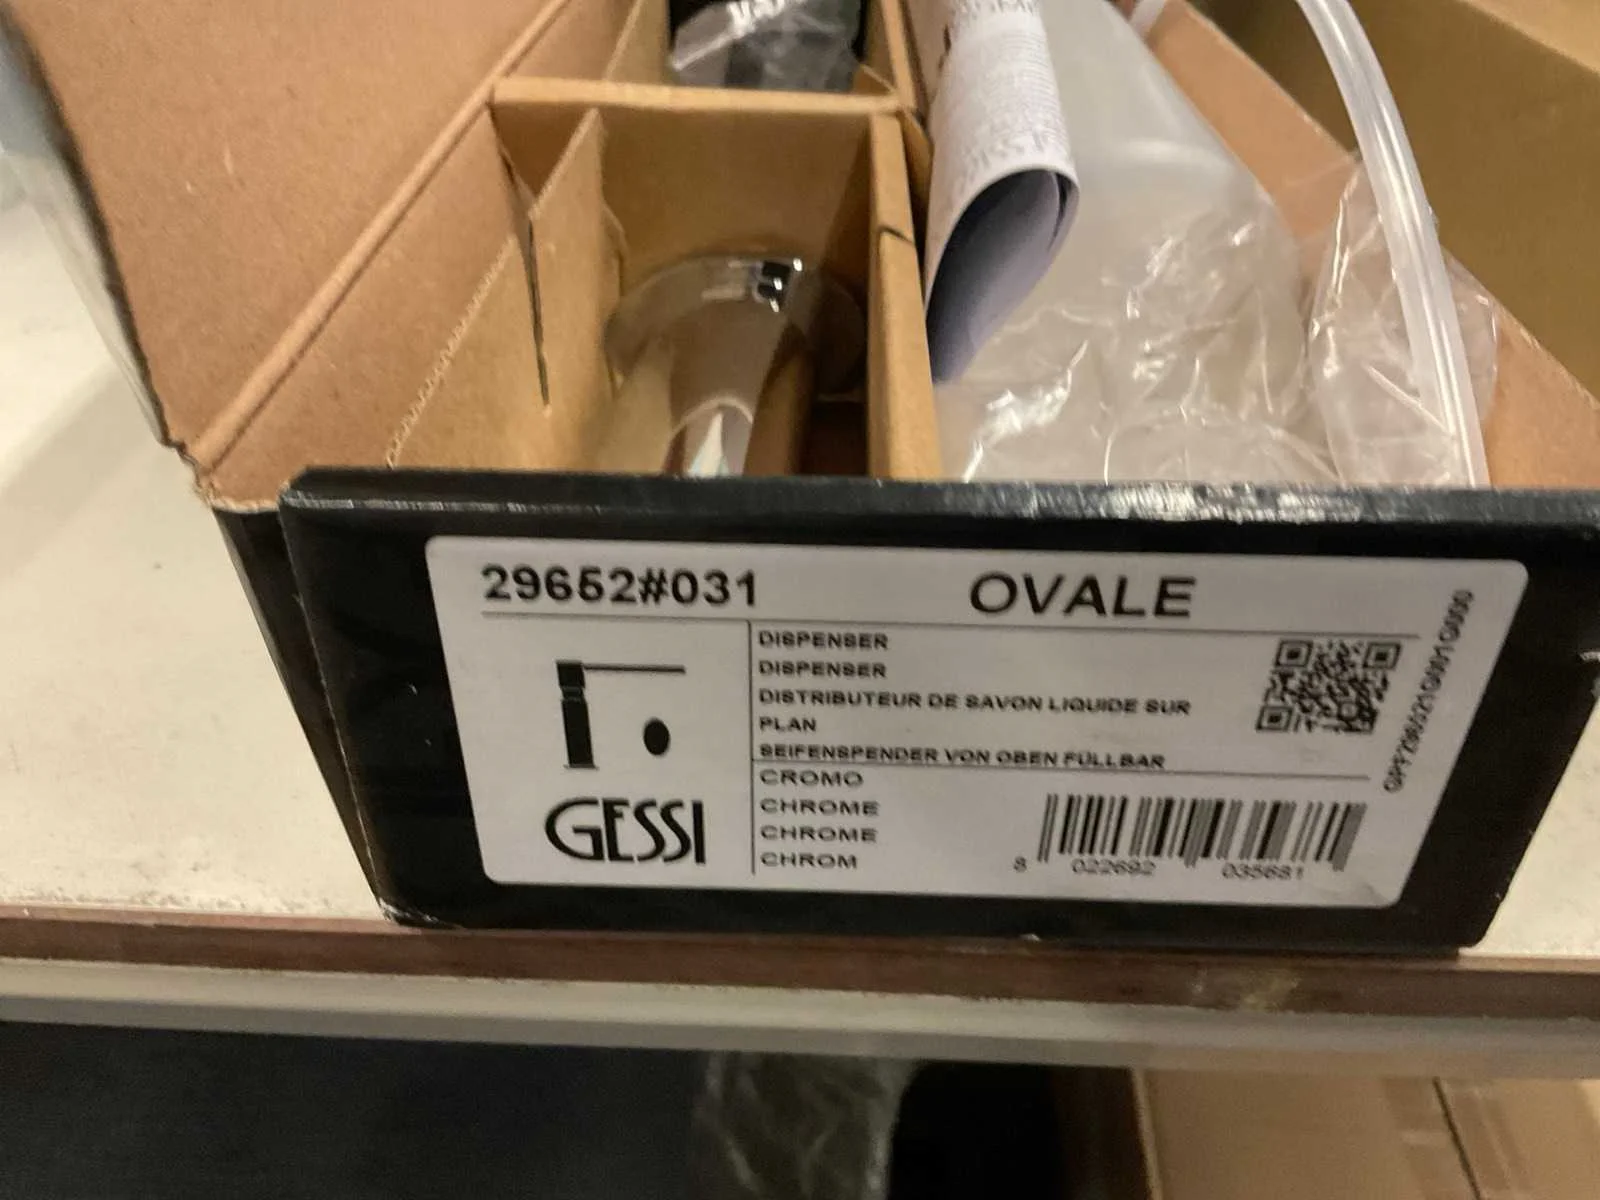 29652#031
OVALE
DISPENSER
DISPENSER
DISTRIBUTEUR DE SAVON LIQUIDE SUR
PLAN
SEIFENSPENDER VON OBEN FÜLLBAR
CROMO
CHROME
CHROME
CHROM
GESSI
8 022692 035681